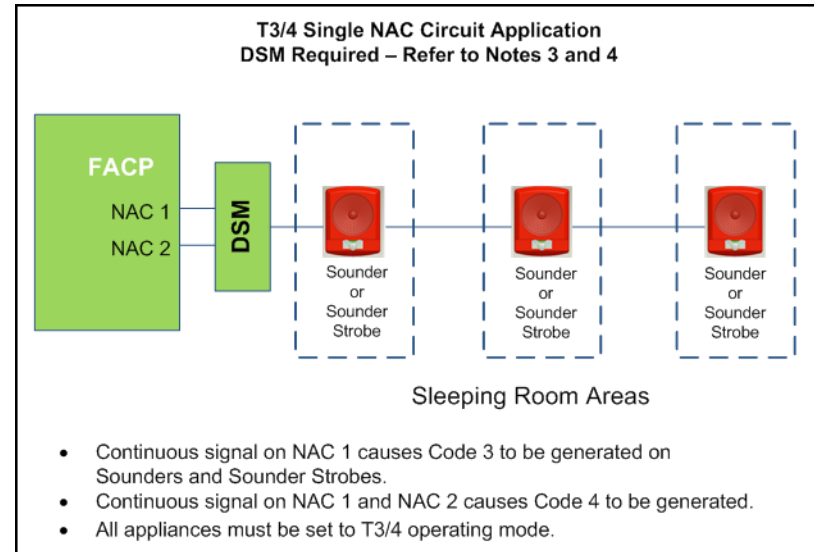 T3/4 Single NAC Circuit Application
DSM Required – Refer to Notes 3 and 4
FACP
NAC 1
NAC 2
DSM
Sounder
or
Sounder
Strobe
Sounder
or
Sounder
Strobe
Sounder
or
Sounder
Strobe
Sleeping Room Areas
• Continuous signal on NAC 1 causes Code 3 to be generated on
Sounders and Sounder Strobes.
• Continuous signal on NAC 1 and NAC 2 causes Code 4 to be generated.
• All appliances must be set to T3/4 operating mode.